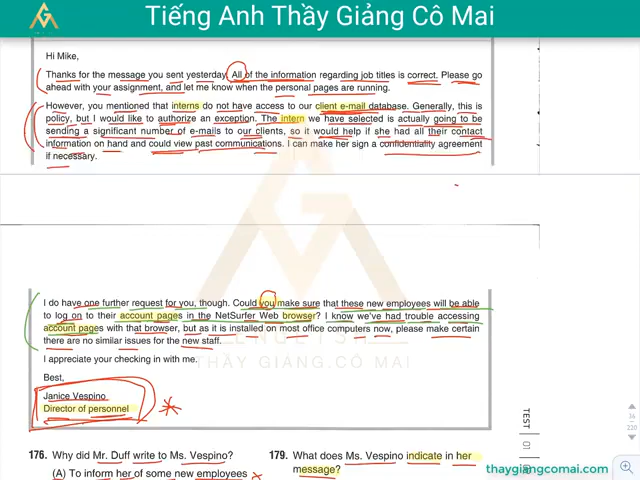 Tiếng Anh Thầy Giảng Cô Mai
Hi Mike,
Thanks for the message you sent yesterday. All of the information regarding job titles is correct. Please go
ahead with your assignment, and let me know when the personal pages are running.
However, you mentioned that interns do not have access to our client e-mail database. Generally, this is
policy, but I would like to authorize an exception. The intern we have selected is actually going to be
sending a significant number of e-mails to our clients, so it would help if she had all their contact
information on hand and could view past communications. I can make her sign a confidentiality agreement
if necessary.
I do have one further request for you, though. Could you make sure that these new employees will be able
to log on to their account pages in the NetSurfer Web browser? I know we've had trouble accessing
account pages with that browser, but as it is installed on most office computers now, please make certain
there are no similar issues for the new staff.
I appreciate your checking in with me.
THẦY GIẢNG.CÔ MAI
Best,
Janice Vespino
Director of personnel
TEST
01
36
220
176. Why did Mr. Duff write to Ms. Vespino?
(A) To inform her of some new employees
179. What does Ms. Vespino indicate in her
message?
thaygiangcomai.com